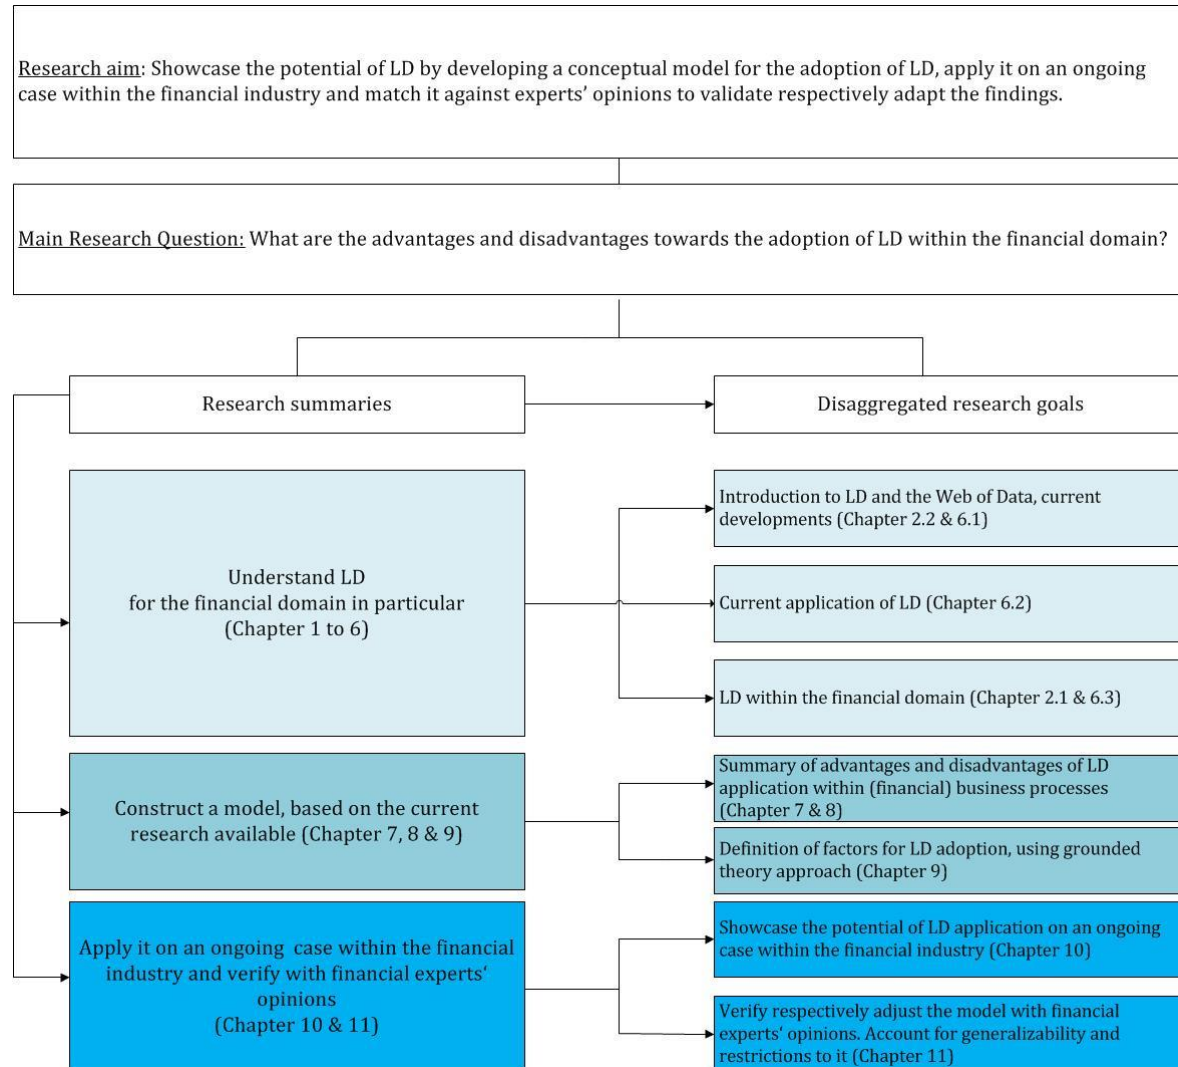 Research aim: Showcase the potential of LD by developing a conceptual model for the adoption of LD, apply it on an ongoing
case within the financial industry and match it against experts’ opinions to validate respectively adapt the findings.
Main Research Question: What are the advantages and disadvantages towards the adoption of LD within the financial domain?
Research summaries
Disaggregated research goals
Understand LD
for the financial domain in particular
(Chapter 1 to 6)
Introduction to LD and the Web of Data, current
developments (Chapter 2.2 & 6.1)
Current application of LD (Chapter 6.2)
LD within the financial domain (Chapter 2.1 & 6.3)
Construct a model, based on the current
research available (Chapter 7, 8 & 9)
Summary of advantages and disadvantages of LD
application within (financial) business processes
(Chapter 7 & 8)
Definition of factors for LD adoption, using grounded
theory approach (Chapter 9)
Apply it on an ongoing case within the financial
industry and verify with financial experts‘
opinions
(Chapter 10 & 11)
Showcase the potential of LD application on an ongoing
case within the financial industry (Chapter 10)
Verify respectively adjust the model with financial
experts‘ opinions. Account for generalizability and
restrictions to it (Chapter 11)